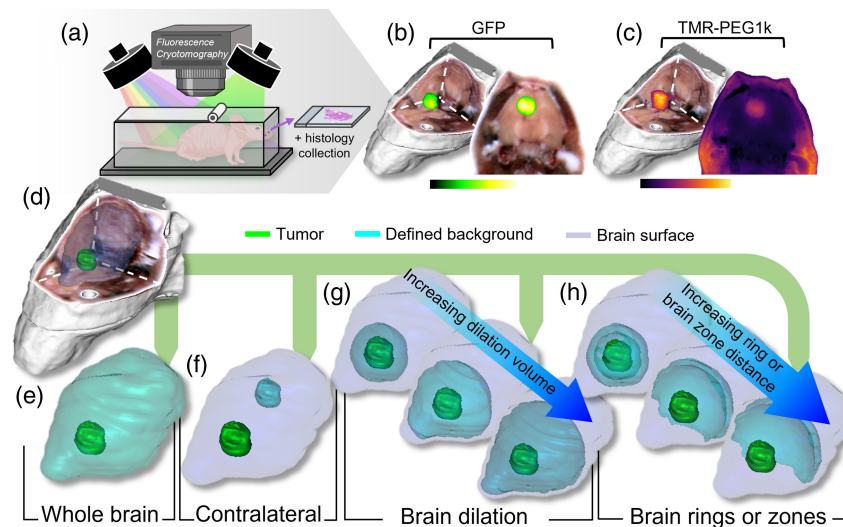 (a)
Fluorescence
Cryotomography
+ histology
collection
(b)
GFP
(c)
TMR-PEG1k
(d)
Tumor
Defined background
Brain surface
(e)
(f)
(g)
Increasing dilation volume
(h)
Increasing ring or
brain zone distance
Whole brain
Contralateral
Brain dilation
Brain rings or zones